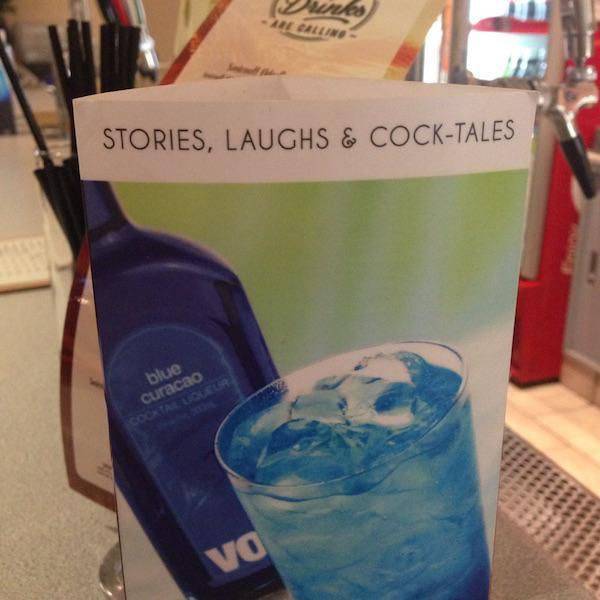 Drinks
ARE CALLING
STORIES, LAUGHS & COCK-TALES
blue
curacao
COCKTAIL LIQUEUR
VO